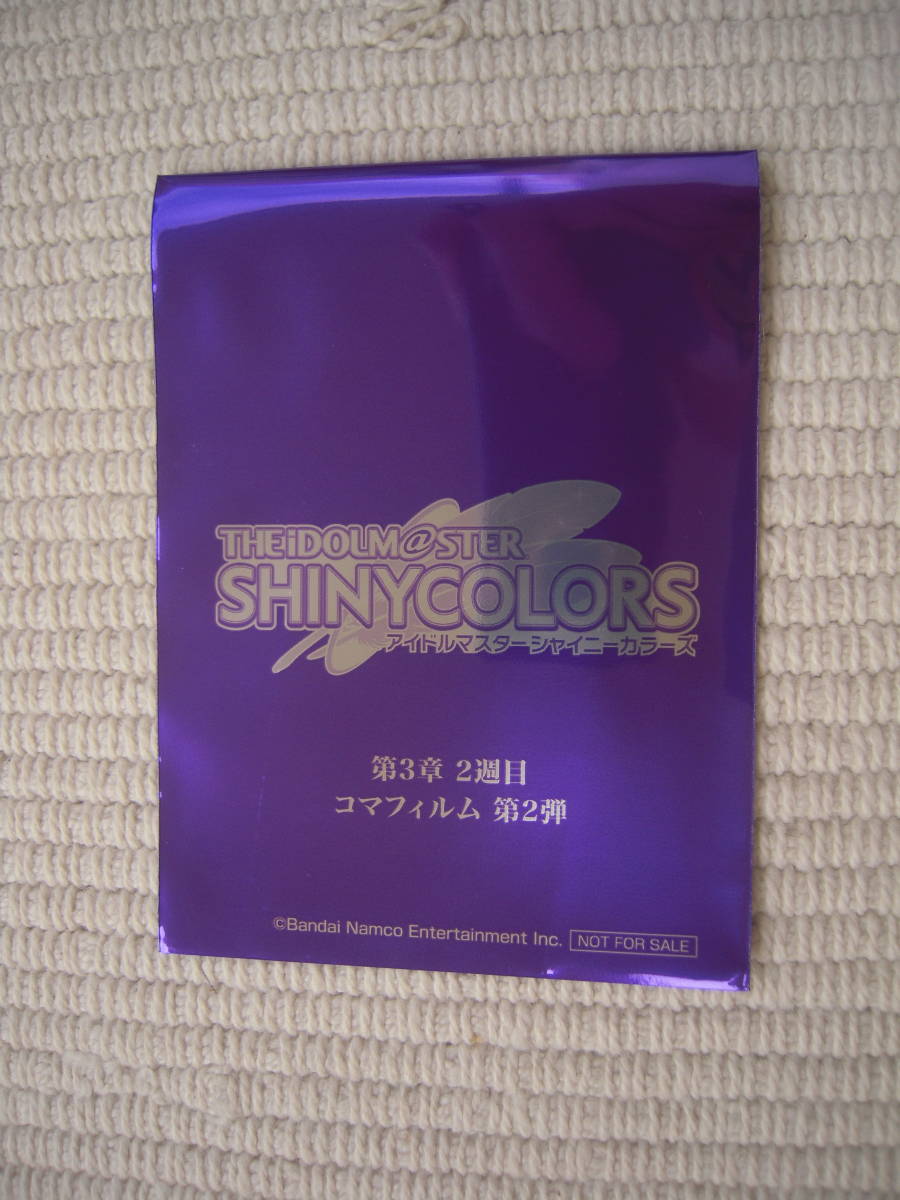 THE iDOLM@STER
SHINYCOLORS
アイドルマスター シャイニーカラーズ
第3章 2週目
コマフィルム 第2弾
©Bandai Namco Entertainment Inc. NOT FOR SALE